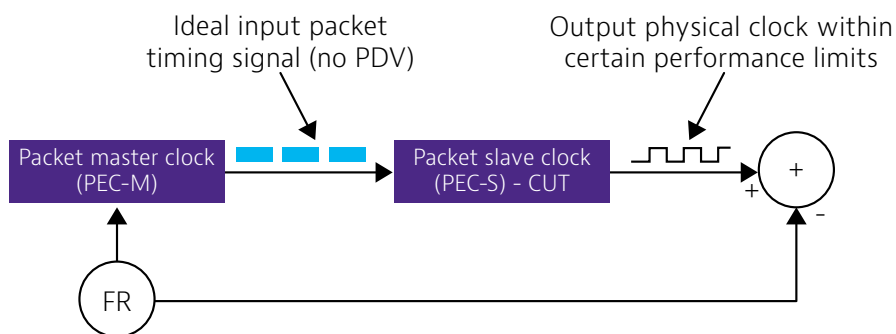 Ideal input packet
timing signal (no PDV)
Output physical clock within
certain performance limits
Packet master clock
(PEC-M)
Packet slave clock
(PEC-S) - CUT
+
+
-
FR